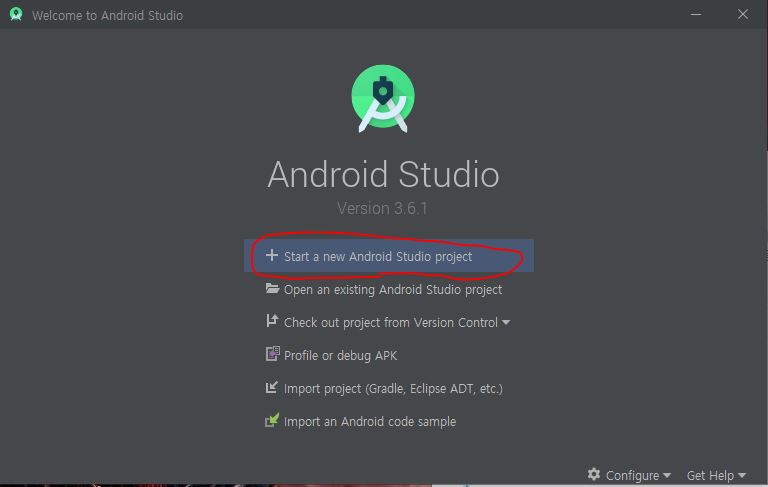 Welcome to Android Studio
Android Studio
Version 3.6.1
Start a new Android Studio project
Open an existing Android Studio project
Check out project from Version Control
Profile or debug APK
Import project (Gradle, Eclipse ADT, etc.)
Import an Android code sample
Configure Get Help